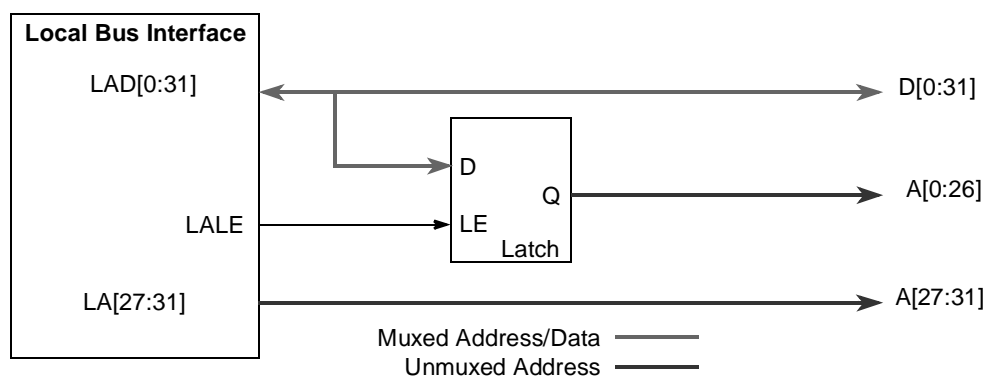 Local Bus Interface
LAD[0:31]
D[0:31]
D
A[0:26]
Q
LALE
LE
Latch
LA[27:31]
A[27:31]
Muxed Address/Data
Unmuxed Address